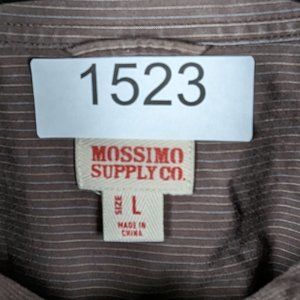 1523
MOSSIMO
SUPPLY CO.
SIZE L
MADE IN
CHINA